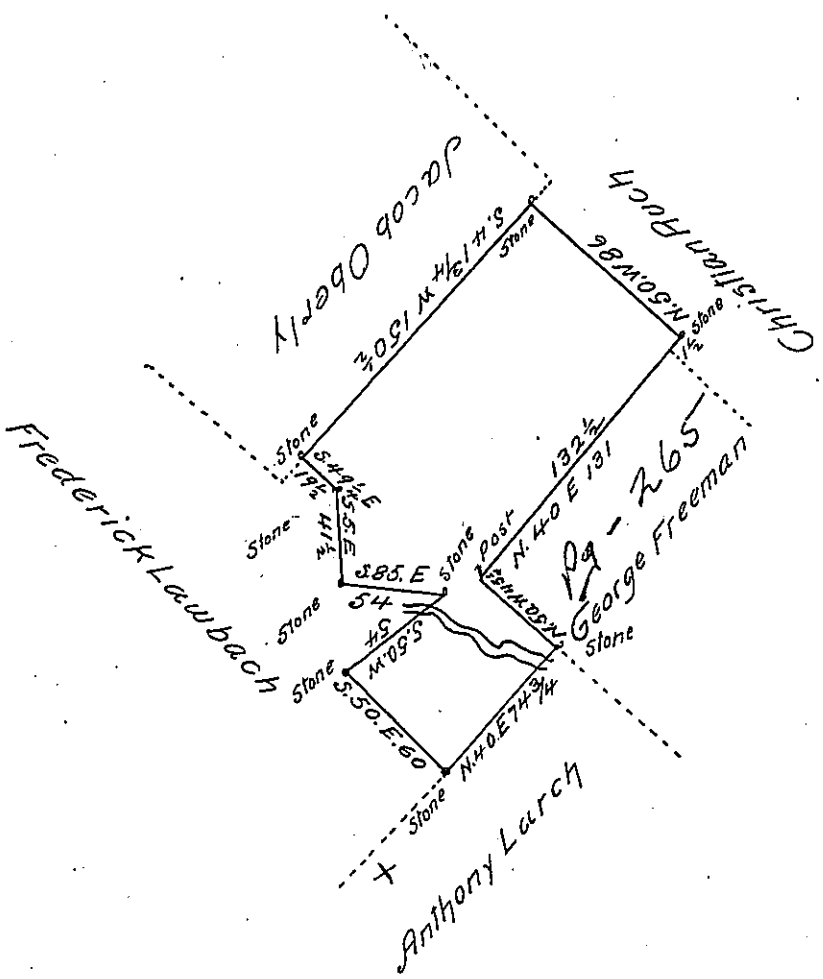 Jacob Oberly
Christian Ruch
S.41 3/4 W 150 1/2
Stone
N.50.W 86
Stone
1 1/2
Frederick Lawbach
Stone
S.49 1/2 E
19 1/2
S.5.E
41 1/2
Stone
S.85.E
54
Stone
Stone
S.50.W
54
Stone
S.50.E.60
132 1/2
N.40 E 131
Post
Pg - 265
George Freeman
Stone
N.40.E 74 3/4
Stone
X
Anthony Larch